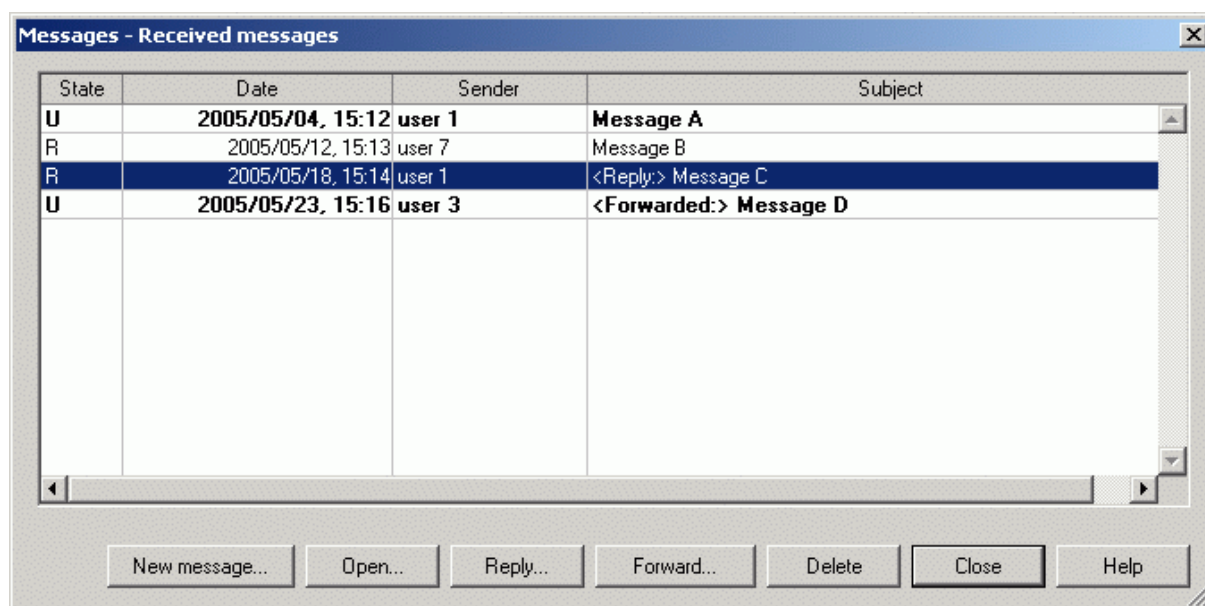 Messages - Received messages
State Date Sender Subject
U 2005/05/04, 15:12 user 1 Message A
R 2005/05/12, 15:13 user 7 Message B
R 2005/05/18, 15:14 user 1 <Reply:> Message C
U 2005/05/23, 15:16 user 3 <Forwarded:> Message D
New message... Open... Reply... Forward... Delete Close Help